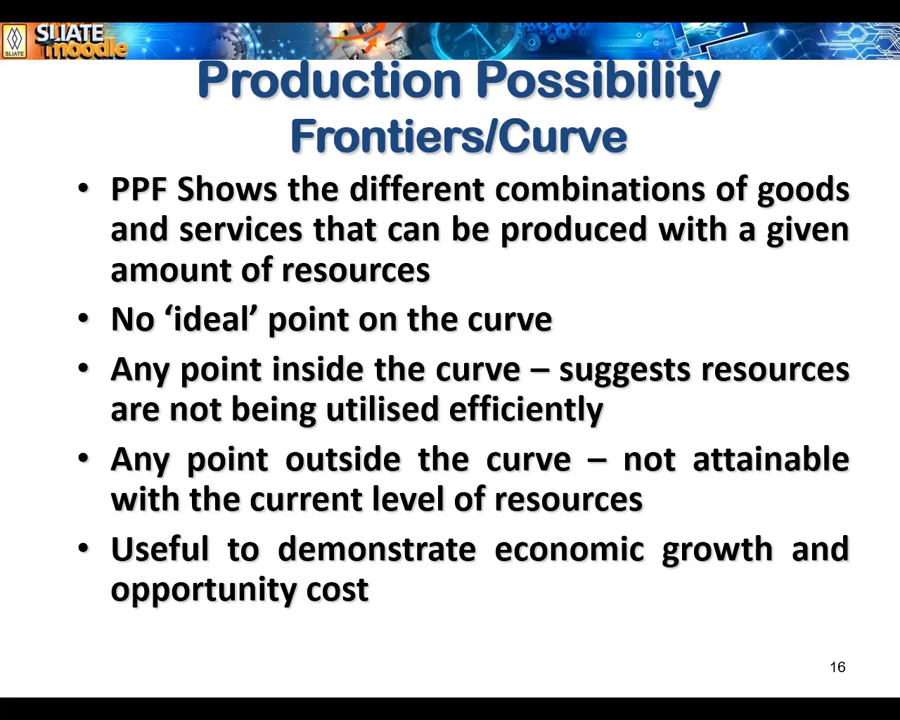 SLIATE
SLIATE
moodle
Production Possibility
Frontiers/Curve
• PPF Shows the different combinations of goods
and services that can be produced with a given
amount of resources
• No ‘ideal’ point on the curve
• Any point inside the curve – suggests resources
are not being utilised efficiently
• Any point outside the curve – not attainable
with the current level of resources
• Useful to demonstrate economic growth and
opportunity cost
16